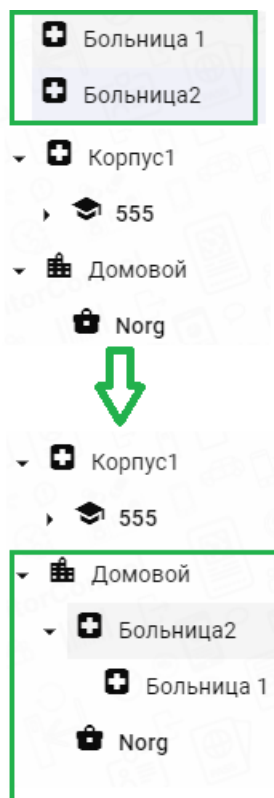 Больница 1
Больница2
Корпус1
555
Домовой
Norg
Корпус1
555
Домовой
Больница2
Больница 1
Norg